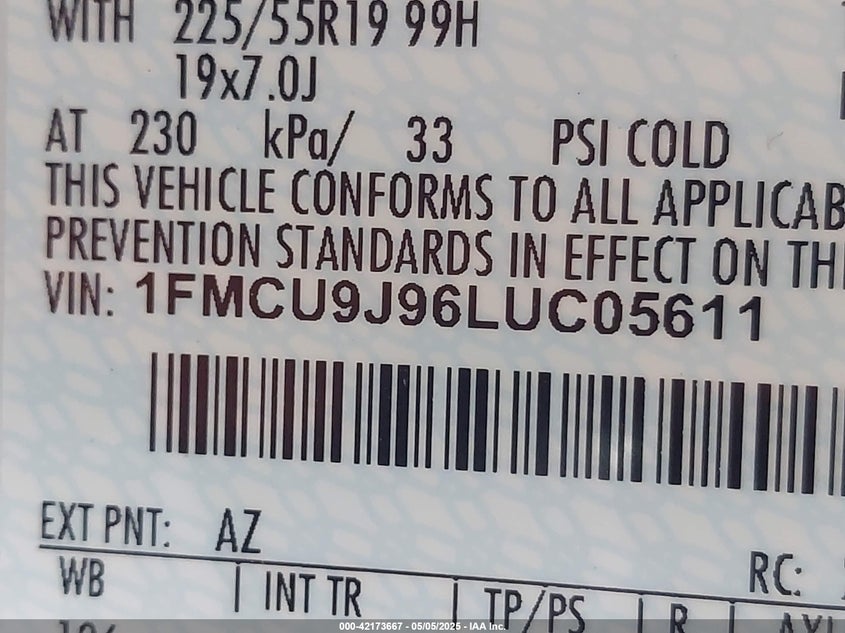 WITH 225/55R19 99H
19x7.0J
AT 230 kPa/ 33 PSI COLD
THIS VEHICLE CONFORMS TO ALL APPLICAB
PREVENTION STANDARDS IN EFFECT ON TH
VIN: 1FMCU9J96LUC05611
EXT PNT: AZ
RC:
WB INT TR TP/PS R AXL
000-42173667 - 05/05/2025 - IAA Inc.